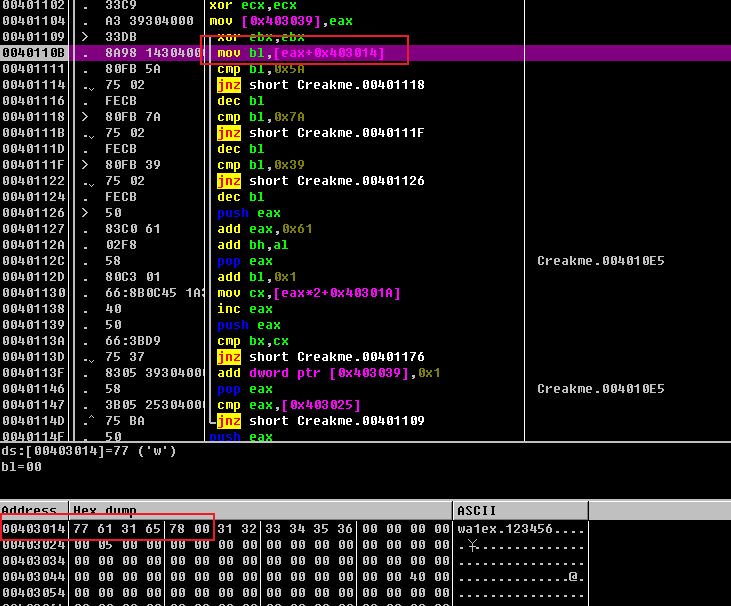 00401102 . 33C9 xor ecx,ecx
00401104 . A3 39304000 mov [0x403039],eax
00401109 > 33DB xor ebx,ebx
0040110B . 8A98 14304000 mov bl,[eax+0x403014]
00401111 . 80FB 5A cmp bl,0x5A
00401114 .⌄ 75 02 jnz short Creakme.00401118
00401116 . FECB dec bl
00401118 > 80FB 7A cmp bl,0x7A
0040111B .⌄ 75 02 jnz short Creakme.0040111F
0040111D . FECB dec bl
0040111F > 80FB 39 cmp bl,0x39
00401122 .⌄ 75 02 jnz short Creakme.00401126
00401124 . FECB dec bl
00401126 > 50 push eax
00401127 . 83C0 61 add eax,0x61
0040112A . 02F8 add bh,al
0040112C . 58 pop eax Creakme.004010E5
0040112D . 80C3 01 add bl,0x1
00401130 . 66:8B0C45 1A3 mov cx,[eax*2+0x40301A]
00401138 . 40 inc eax
00401139 . 50 push eax
0040113A . 66:3BD9 cmp bx,cx
0040113D .⌄ 75 37 jnz short Creakme.00401176
0040113F . 8305 39304000 add dword ptr [0x403039],0x1
00401146 . 58 pop eax Creakme.004010E5
00401147 . 3B05 25304000 cmp eax,[0x403025]
0040114D .^ 75 BA jnz short Creakme.00401109
0040114F . 50 push eax
ds:[00403014]=77 ('w')
bl=00
Address Hex dump ASCII
00403014 77 61 31 65 78 00 31 32 33 34 35 36 00 00 00 00 wa1ex.123456....
00403024 00 05 00 00 00 00 00 00 00 00 00 00 00 00 00 00 ..............
00403034 00 00 00 00 00 00 00 00 00 00 00 00 00 00 00 00 ................
00403044 00 00 00 00 00 00 00 00 00 00 00 00 00 00 40 00 ..............@.
00403054 00 00 00 00 00 00 00 00 00 00 00 00 00 00 00 00 ................